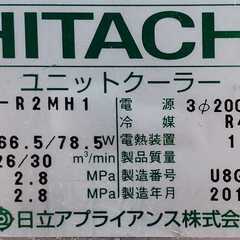 HITACH
ユニットクーラー
-R2MH1 電源 3φ200
冷媒 R4
66.5/78.5W 電熱装置 1
26/30 m³/min 製品質量
2.8 MPa 製造番号 U8G
2.8 MPa 製造年月 201
日立アプライアンス株式